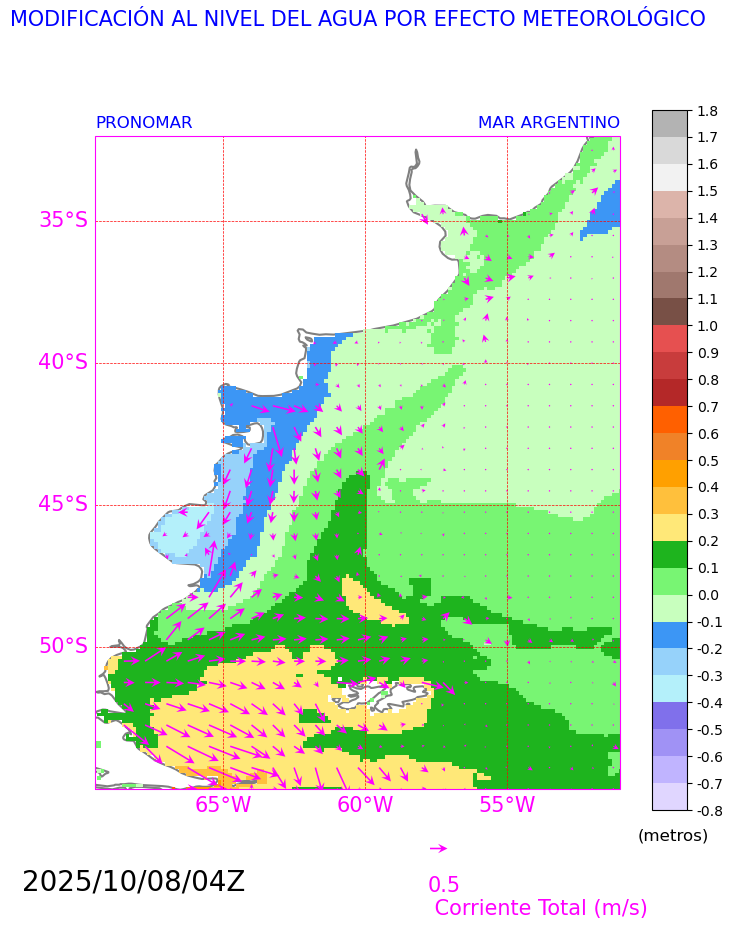 MODIFICACIÓN AL NIVEL DEL AGUA POR EFECTO METEOROLÓGICO
PRONOMAR MAR ARGENTINO
35°S
40°S
45°S
50°S
65°W 60°W 55°W
1.8
1.7
1.6
1.5
1.4
1.3
1.2
1.1
1.0
0.9
0.8
0.7
0.6
0.5
0.4
0.3
0.2
0.1
0.0
-0.1
-0.2
-0.3
-0.4
-0.5
-0.6
-0.7
-0.8
(metros)
2025/10/08/04Z
0.5
Corriente Total (m/s)